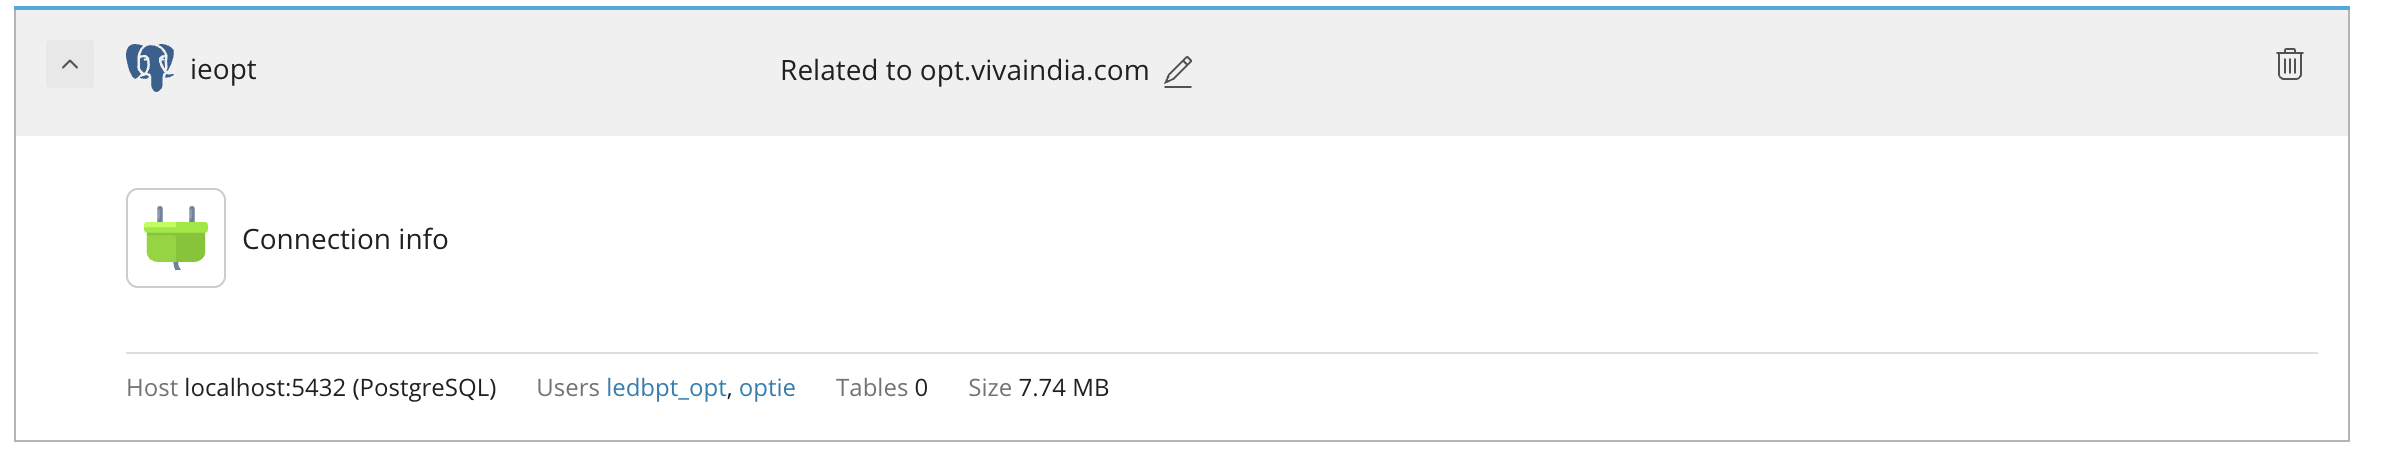 ieopt
Related to opt.vivaindia.com
Connection info
Host localhost:5432 (PostgreSQL) Users ledbpt_opt, optie Tables 0 Size 7.74 MB